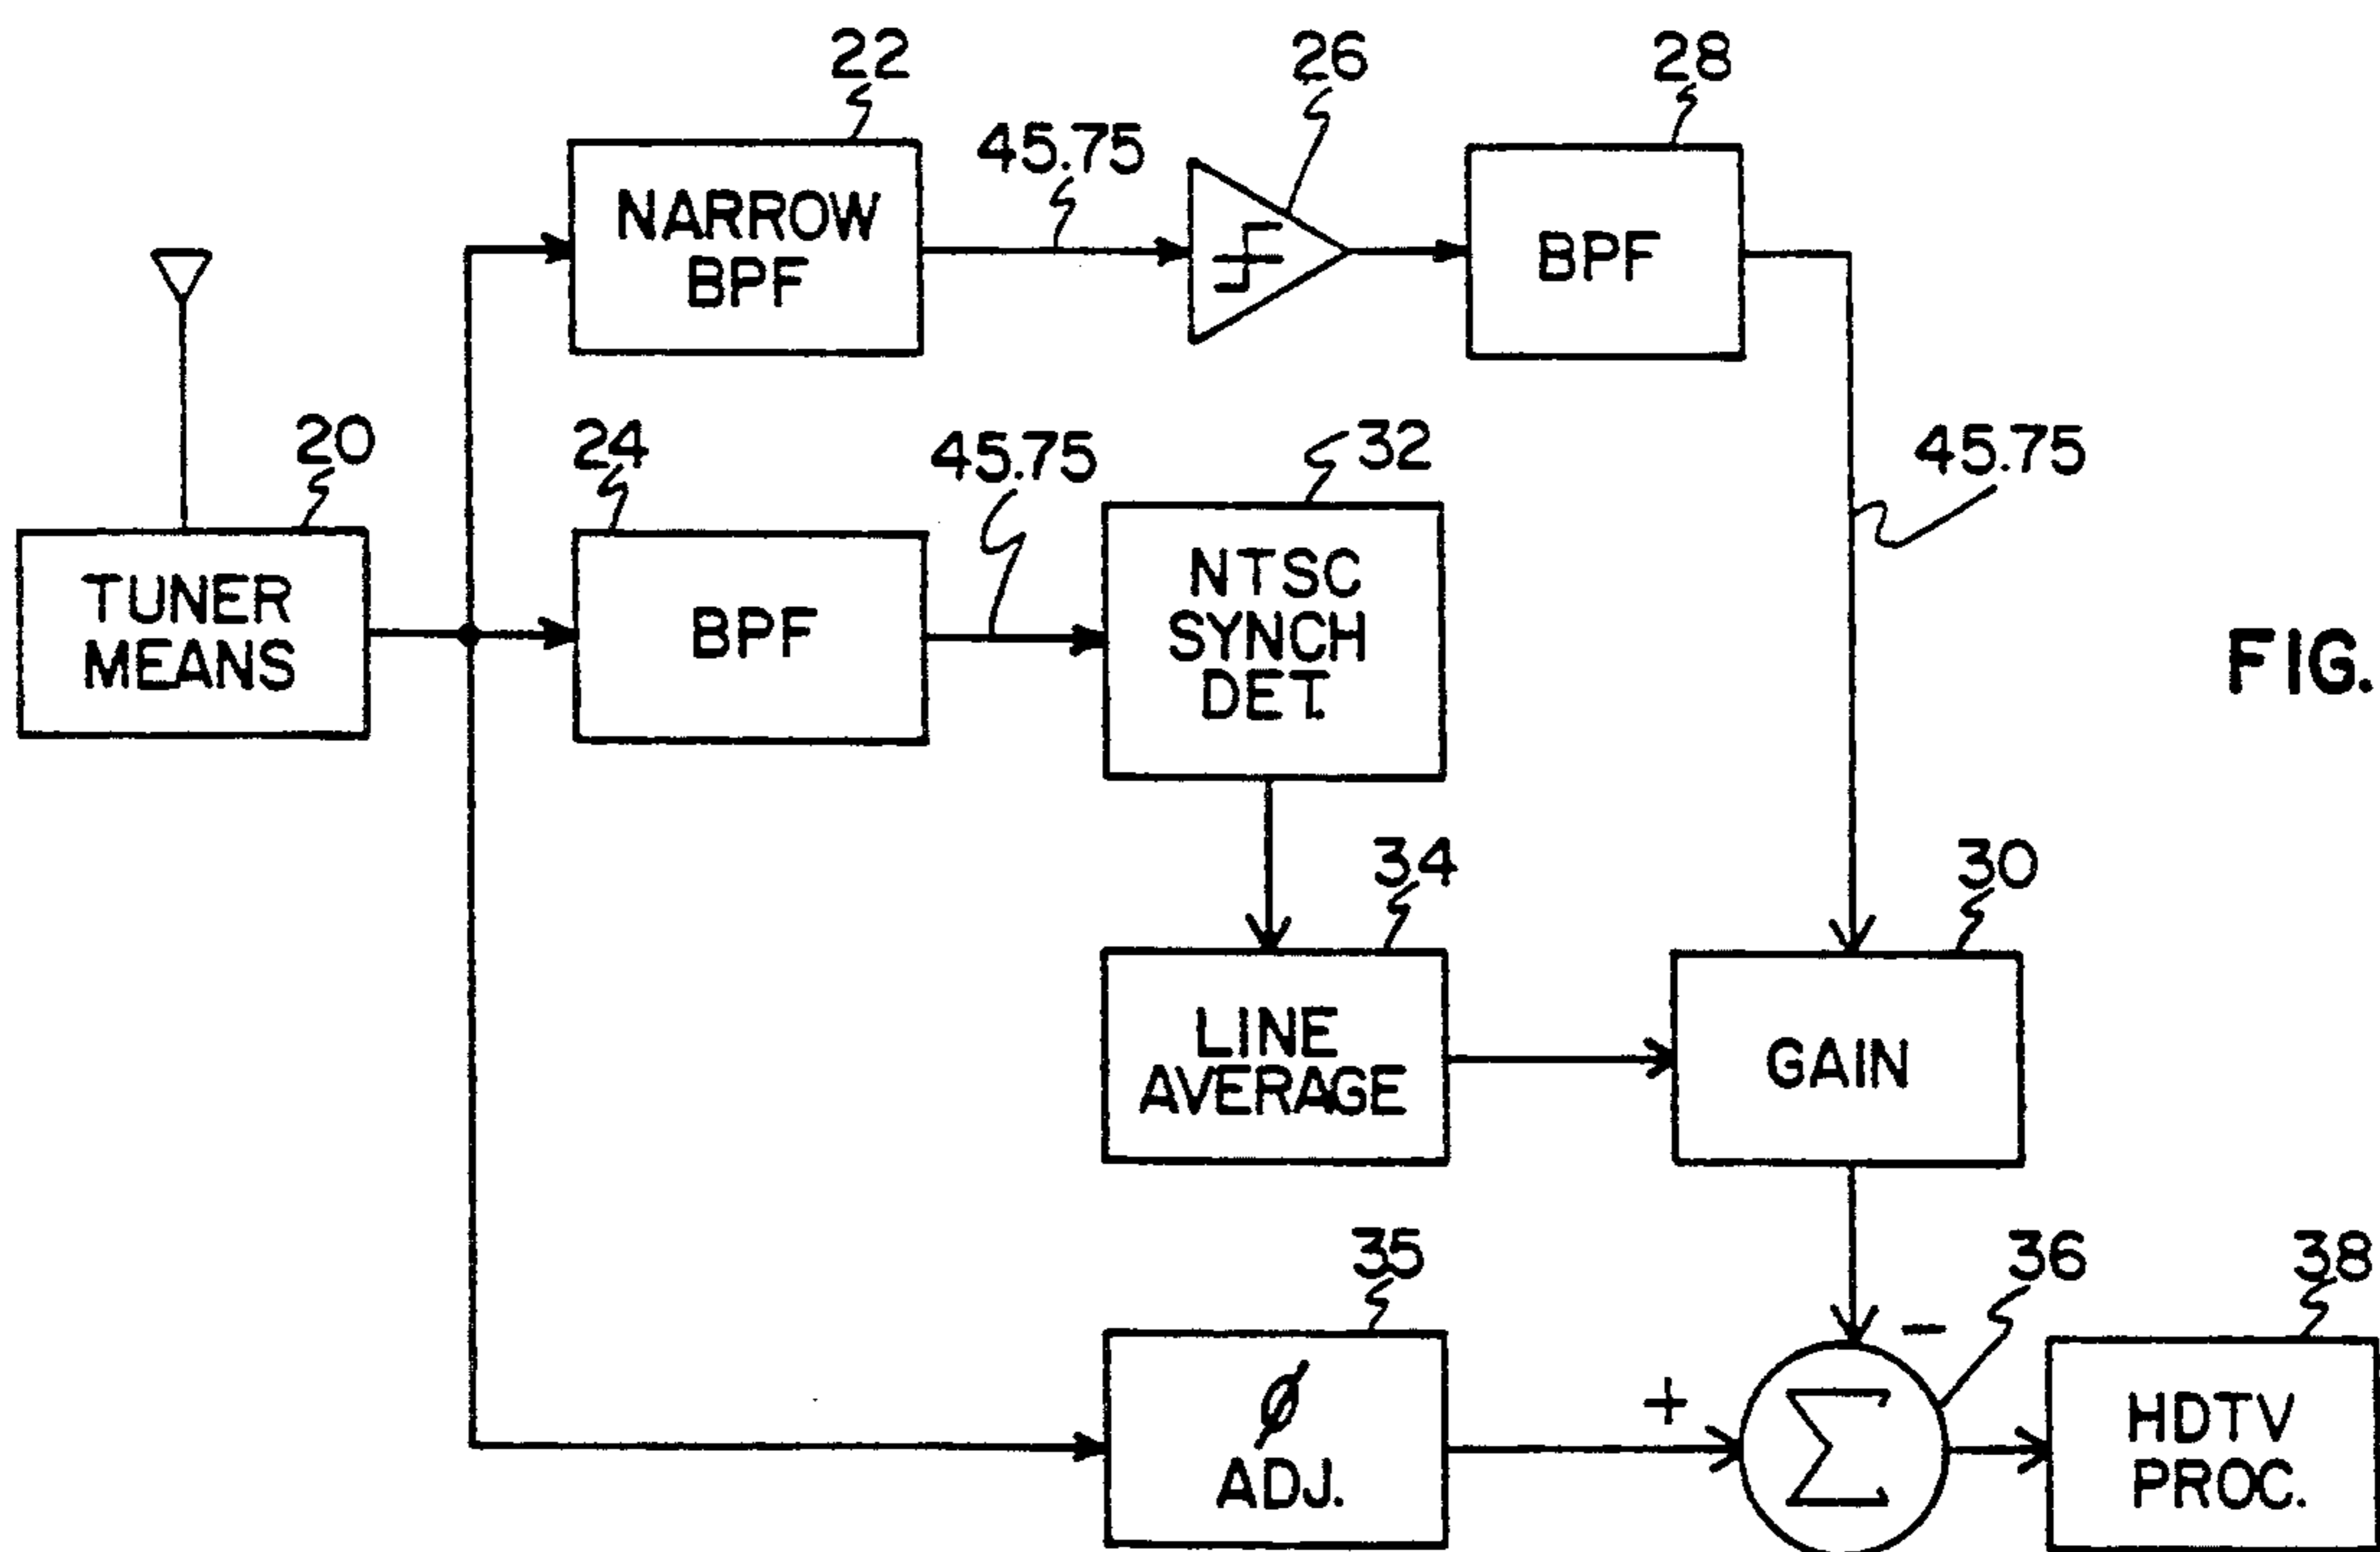 22
26
28
45.75
NARROW
BPF
BPF
20
24
45.75
32
45.75
TUNER
MEANS
BPF
NTSC
SYNCH
DET.
FIG.
34
30
LINE
AVERAGE
GAIN
35
36
38
-
+
Σ
ϕ
ADJ.
HDTV
PROC.